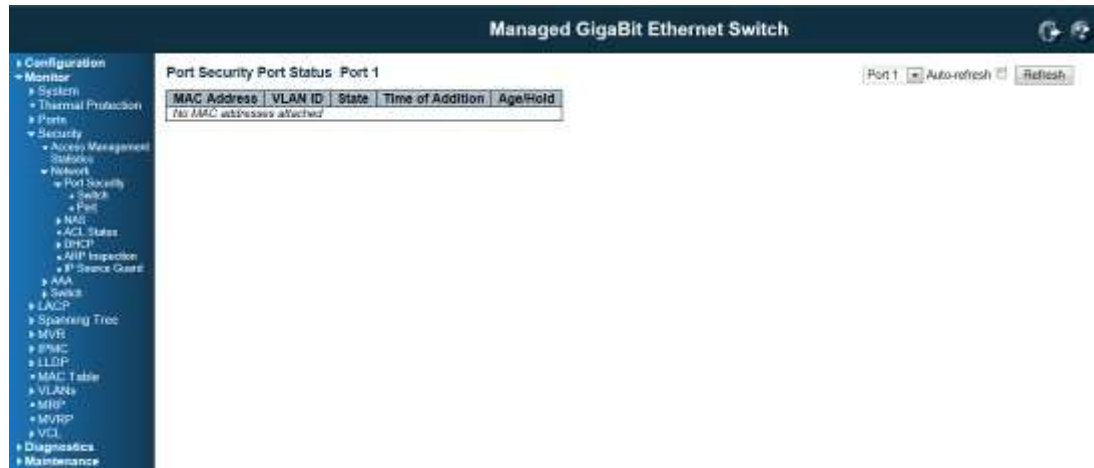 Managed GigaBit Ethernet Switch
Configuration
Monitor
System
Thermal Protection
Ports
Security
Access Management
Statistics
Network
Port Security
Switch
Port
NAS
ACL Status
DHCP
ARP Inspection
IP Source Guard
AAA
Switch
LACP
Spanning Tree
MVR
IPMC
LLDP
MAC Table
VLANs
MRP
MVRP
VCL
Diagnostics
Maintenance
Port Security Port Status Port 1
Port 1 Auto-refresh Refresh
MAC Address VLAN ID State Time of Addition Age/Hold
No MAC addresses attached